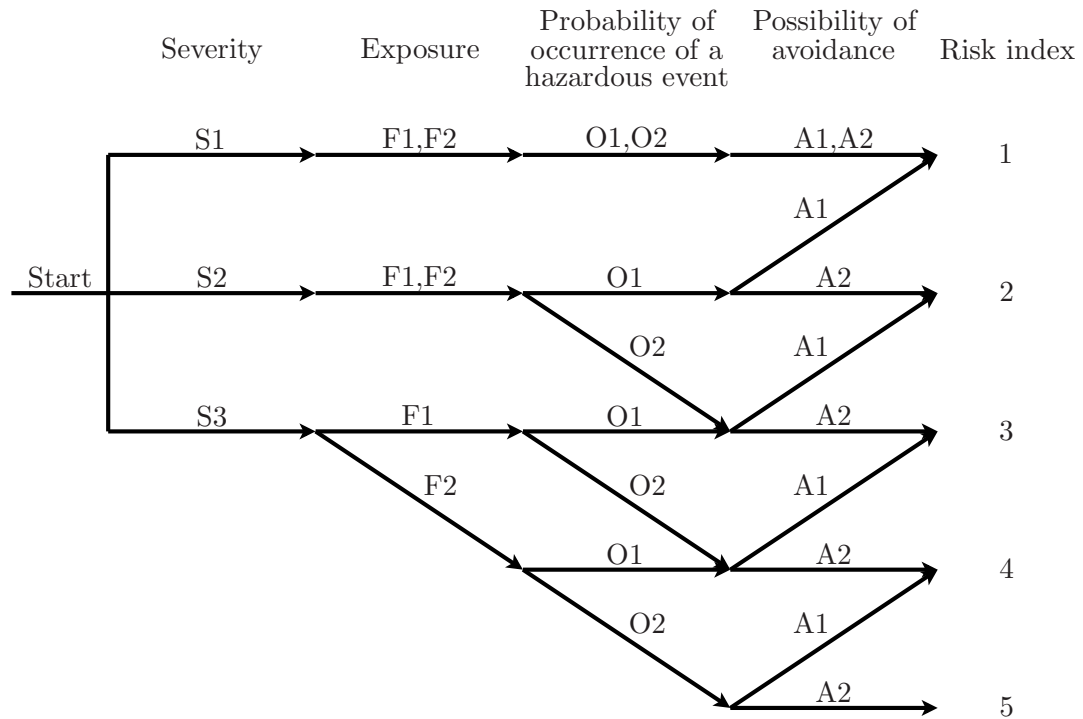 Severity
Exposure
Probability of
occurrence of a
hazardous event
Possibility of
avoidance
Risk index
S1
F1,F2
O1,O2
A1,A2
1
A1
Start
S2
F1,F2
O1
A2
2
O2
A1
S3
F1
O1
A2
3
F2
O2
A1
O1
A2
4
O2
A1
A2
5